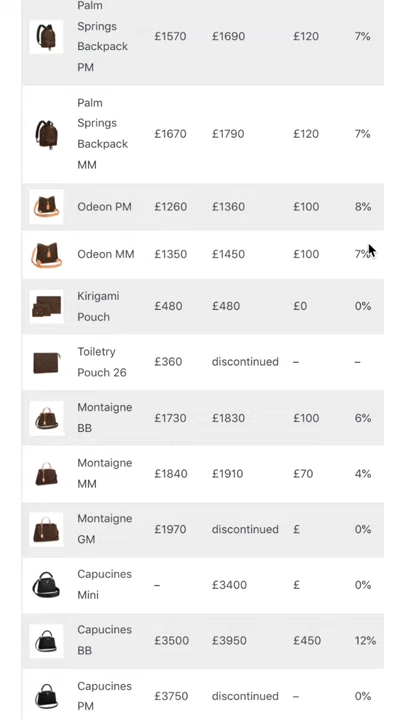 Palm
Springs
Backpack
PM
£1570 £1690 £120 7%
Palm
Springs
Backpack
MM
£1670 £1790 £120 7%
Odeon PM £1260 £1360 £100 8%
Odeon MM £1350 £1450 £100 7%
Kirigami
Pouch
£480 £480 £0 0%
Toiletry
Pouch 26
£360 discontinued – –
Montaigne
BB
£1730 £1830 £100 6%
Montaigne
MM
£1840 £1910 £70 4%
Montaigne
GM
£1970 discontinued £ 0%
Capucines
Mini
– £3400 £ 0%
Capucines
BB
£3500 £3950 £450 12%
Capucines
PM
£3750 discontinued – 0%